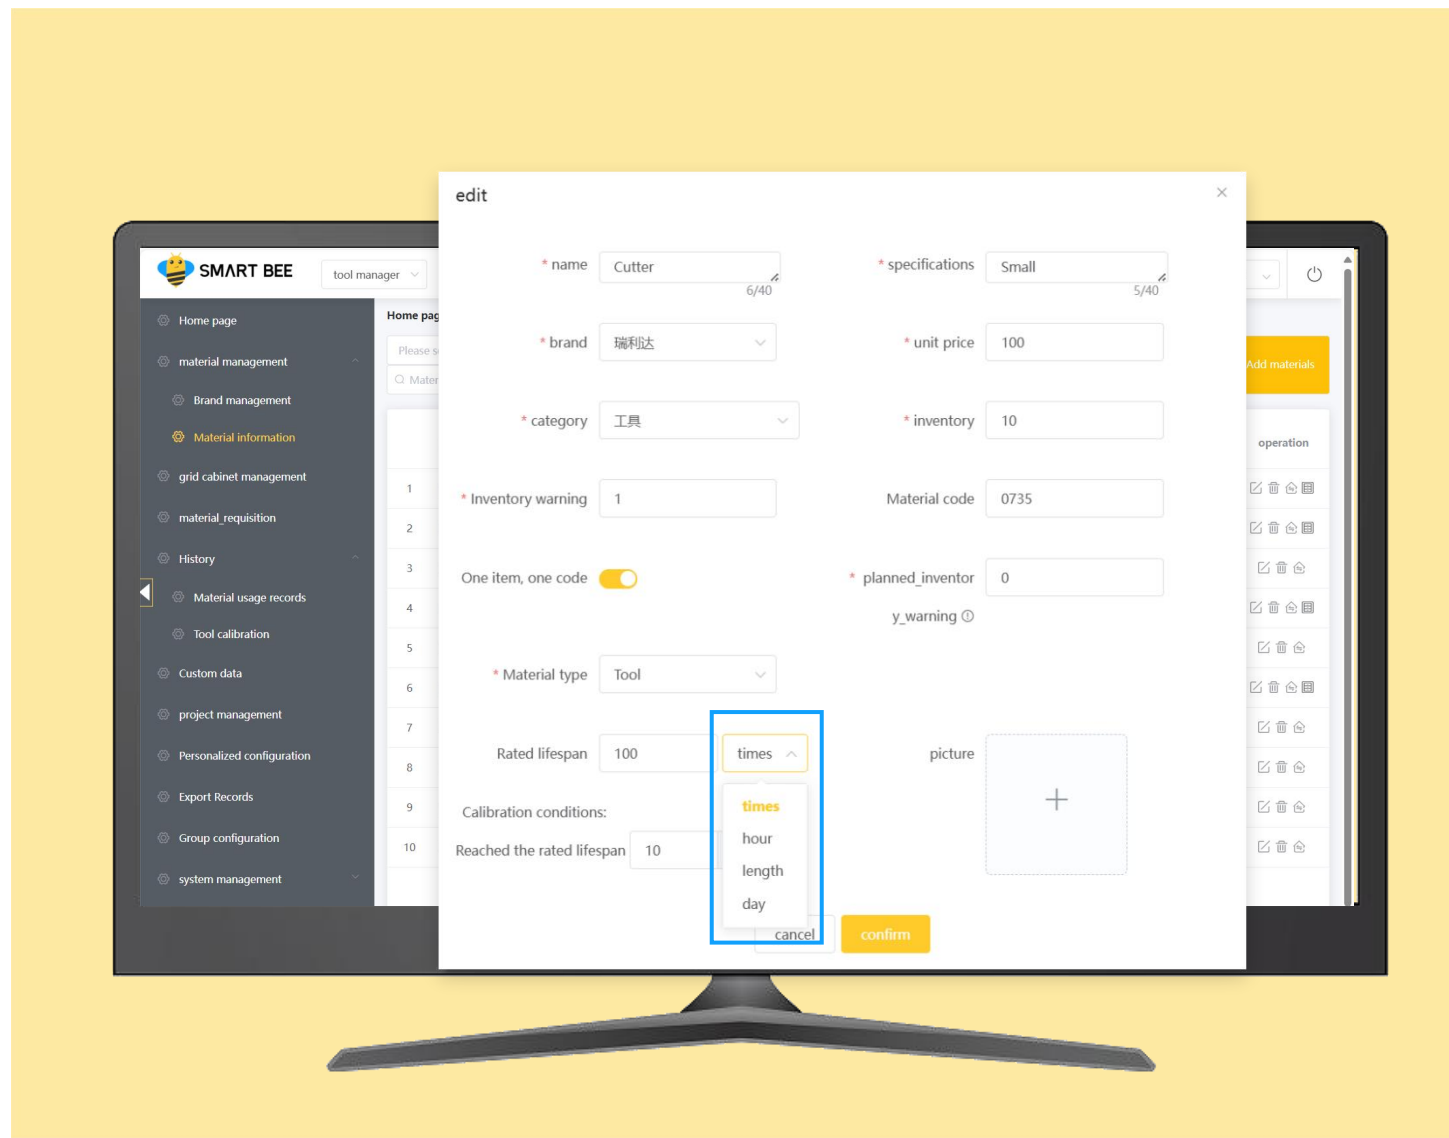 edit
* name
Cutter
6/40
* specifications
Small
5/40
* brand
瑞利达
* unit price
100
* category
工具
* inventory
10
* Inventory warning
1
Material code
0735
One item, one code
* planned_inventor
y_warning
0
* Material type
Tool
Rated lifespan
100
times
times
hour
length
day
picture
Calibration conditions:
Reached the rated lifespan
10
cancel
confirm
SMART BEE
tool manager
Home page
material management
Brand management
Material information
grid cabinet management
material_requisition
History
Material usage records
Tool calibration
Custom data
project management
Personalized configuration
Export Records
Group configuration
system management
Home pag
Please s
Mater
Add materials
operation
1
2
3
4
5
6
7
8
9
10